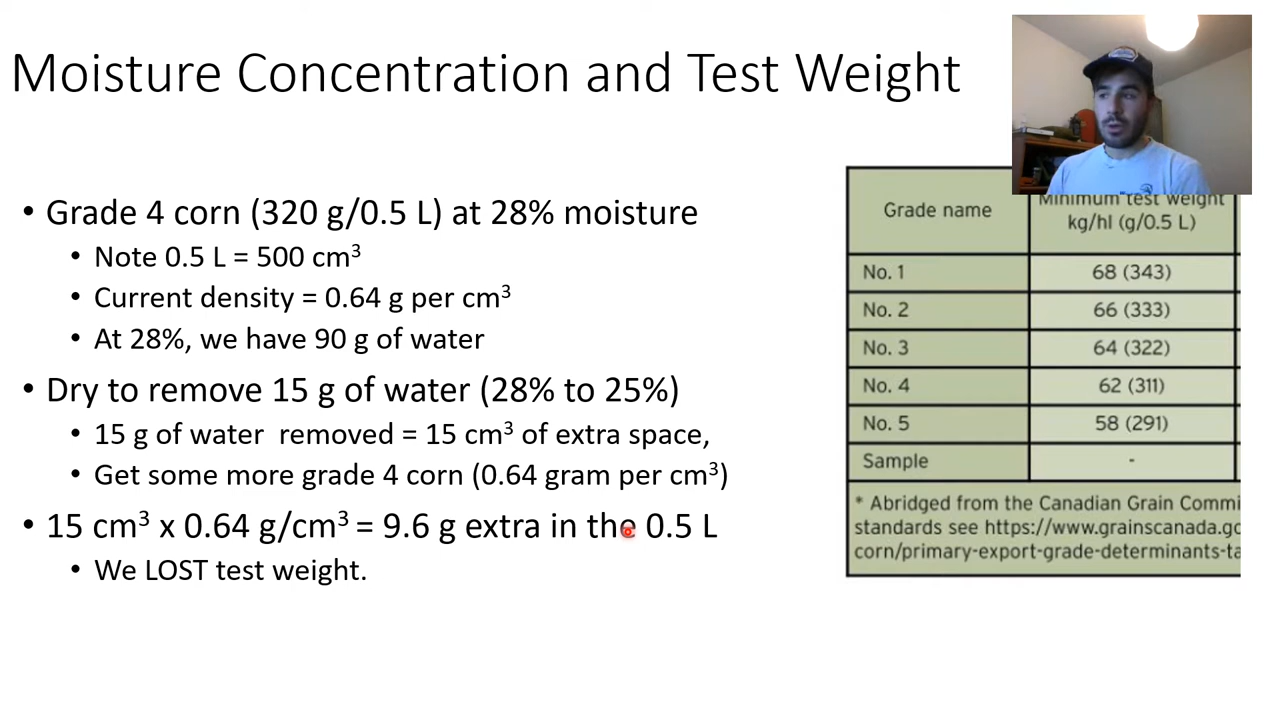 Moisture Concentration and Test Weight
• Grade 4 corn (320 g/0.5 L) at 28% moisture
• Note 0.5 L = 500 cm³
• Current density = 0.64 g per cm³
• At 28%, we have 90 g of water
• Dry to remove 15 g of water (28% to 25%)
• 15 g of water removed = 15 cm³ of extra space,
• Get some more grade 4 corn (0.64 gram per cm³)
• 15 cm³ x 0.64 g/cm³ = 9.6 g extra in the 0.5 L
• We LOST test weight.
Grade name
Minimum test weight
kg/hl (g/0.5 L)
No. 1 68 (343)
No. 2 66 (333)
No. 3 64 (322)
No. 4 62 (311)
No. 5 58 (291)
Sample -
* Abridged from the Canadian Grain Commi
standards see https://www.grainscanada.gc
corn/primary-export-grade-determinants-ta